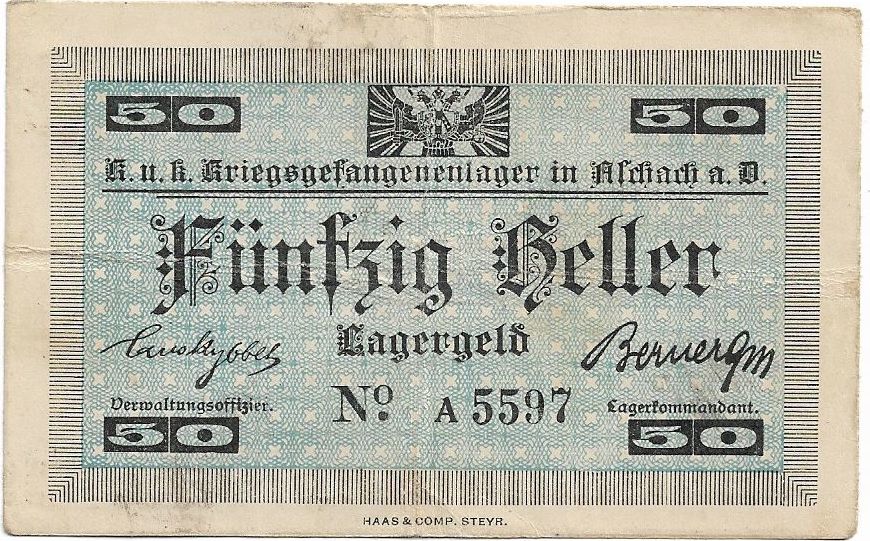 50 50
K. u. k. Kriegsgefangenenlager in Aschach a. D.
Fünfzig Heller
Lagergeld
Verwaltungsoffizier. Nº A 5597 Lagerkommandant.
50 50
HAAS & COMP. STEYR.